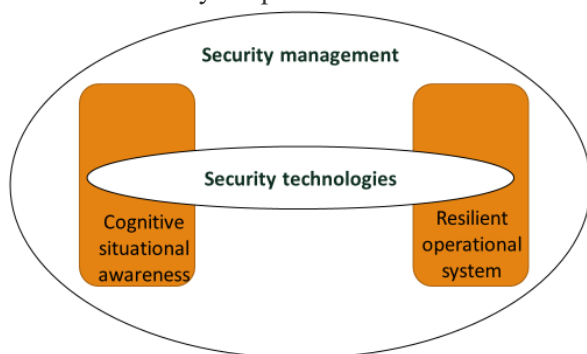 Security management
Security technologies
Cognitive
situational
awareness
Resilient
operational
system